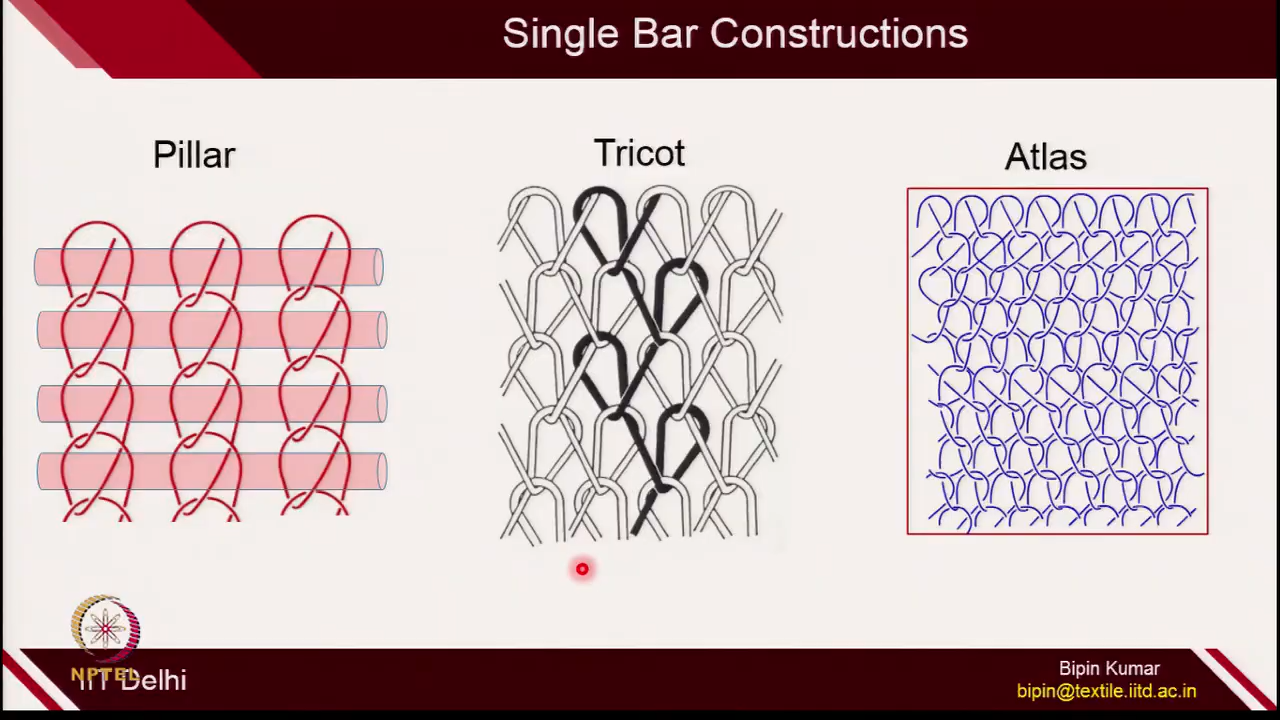 Single Bar Constructions
Pillar
Tricot
Atlas
NPTEL
IIT Delhi
Bipin Kumar
bipin@textile.iitd.ac.in